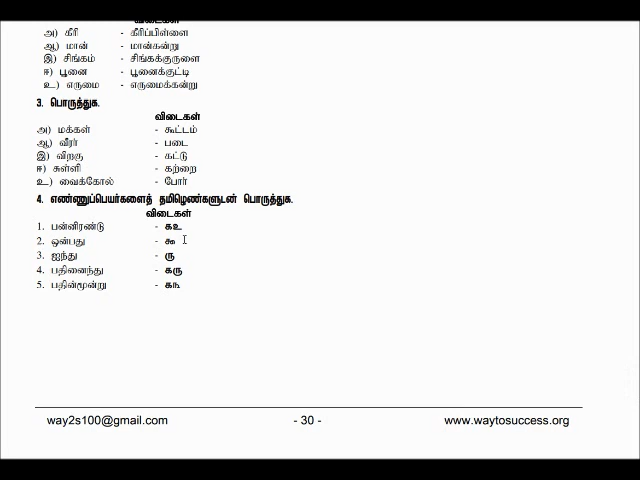 விடைகள்
அ) கீரி - கீரிப்பிள்ளை
ஆ) மான் - மான்கன்று
இ) சிங்கம் - சிங்கக்குருளை
ஈ) பூனை - பூனைக்குட்டி
உ) எருமை - எருமைக்கன்று
3. பொருத்துக.
விடைகள்
அ) மக்கள் - கூட்டம்
ஆ) வீரர் - படை
இ) விறகு - கட்டு
ஈ) சுள்ளி - கற்றை
உ) வைக்கோல் - போர்
4. எண்ணுப்பெயர்களைத் தமிழெண்களுடன் பொருத்துக.
விடைகள்
1. பன்னிரண்டு - கஉ
2. ஒன்பது - கூ
3. ஐந்து - ரு
4. பதினைந்து - கரு
5. பதின்மூன்று - கங
way2s100@gmail.com - 30 - www.waytosuccess.org